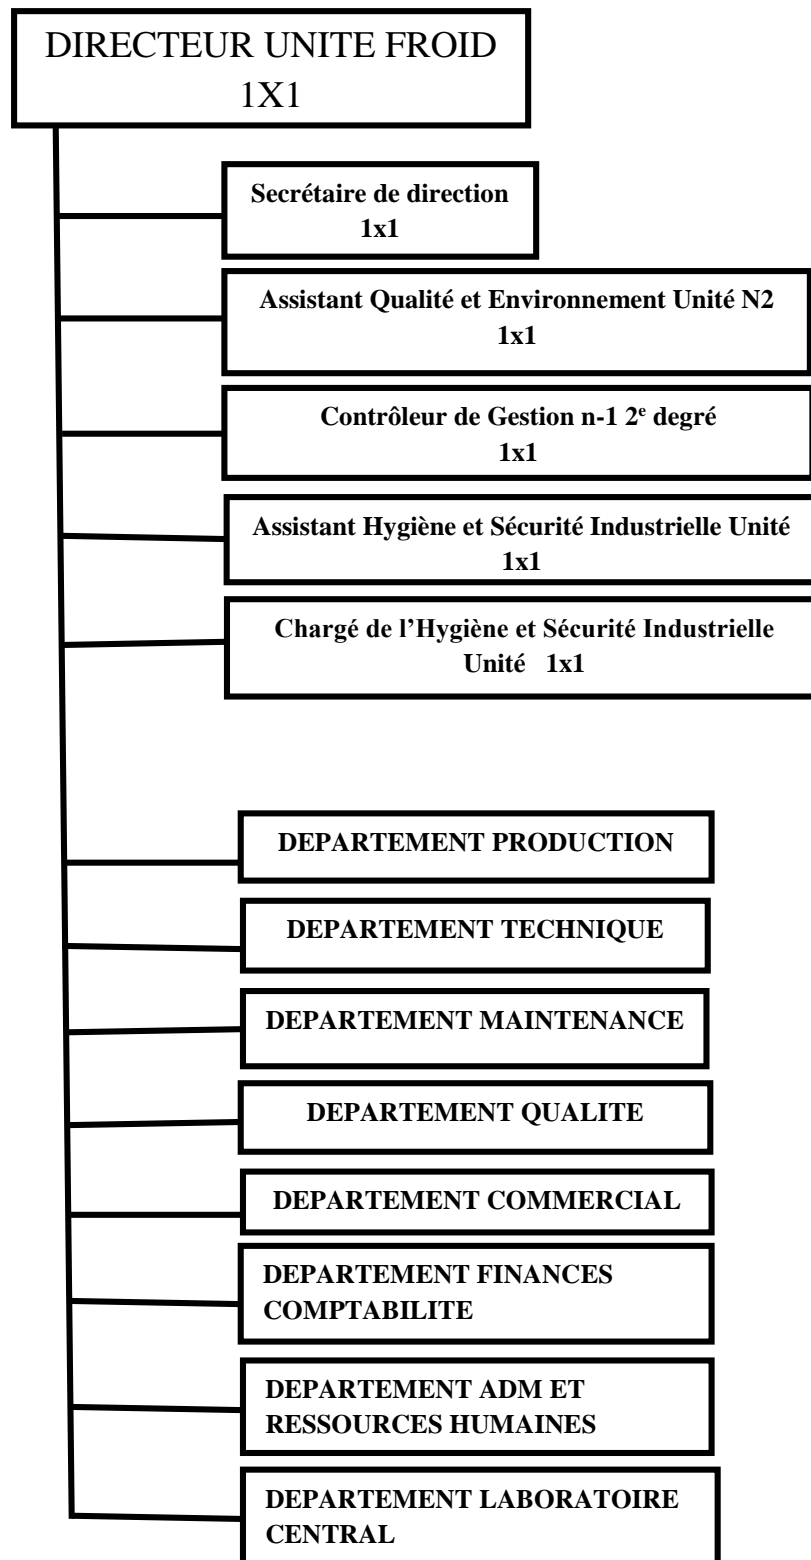 DIRECTEUR UNITE FROID
1X1
Secrétaire de direction
1x1
Assistant Qualité et Environnement Unité N2
1x1
Contrôleur de Gestion n-1 2ᵉ degré
1x1
Assistant Hygiène et Sécurité Industrielle Unité
1x1
Chargé de l’Hygiène et Sécurité Industrielle
Unité 1x1
DEPARTEMENT PRODUCTION
DEPARTEMENT TECHNIQUE
DEPARTEMENT MAINTENANCE
DEPARTEMENT QUALITE
DEPARTEMENT COMMERCIAL
DEPARTEMENT FINANCES
COMPTABILITE
DEPARTEMENT ADM ET
RESSOURCES HUMAINES
DEPARTEMENT LABORATOIRE
CENTRAL